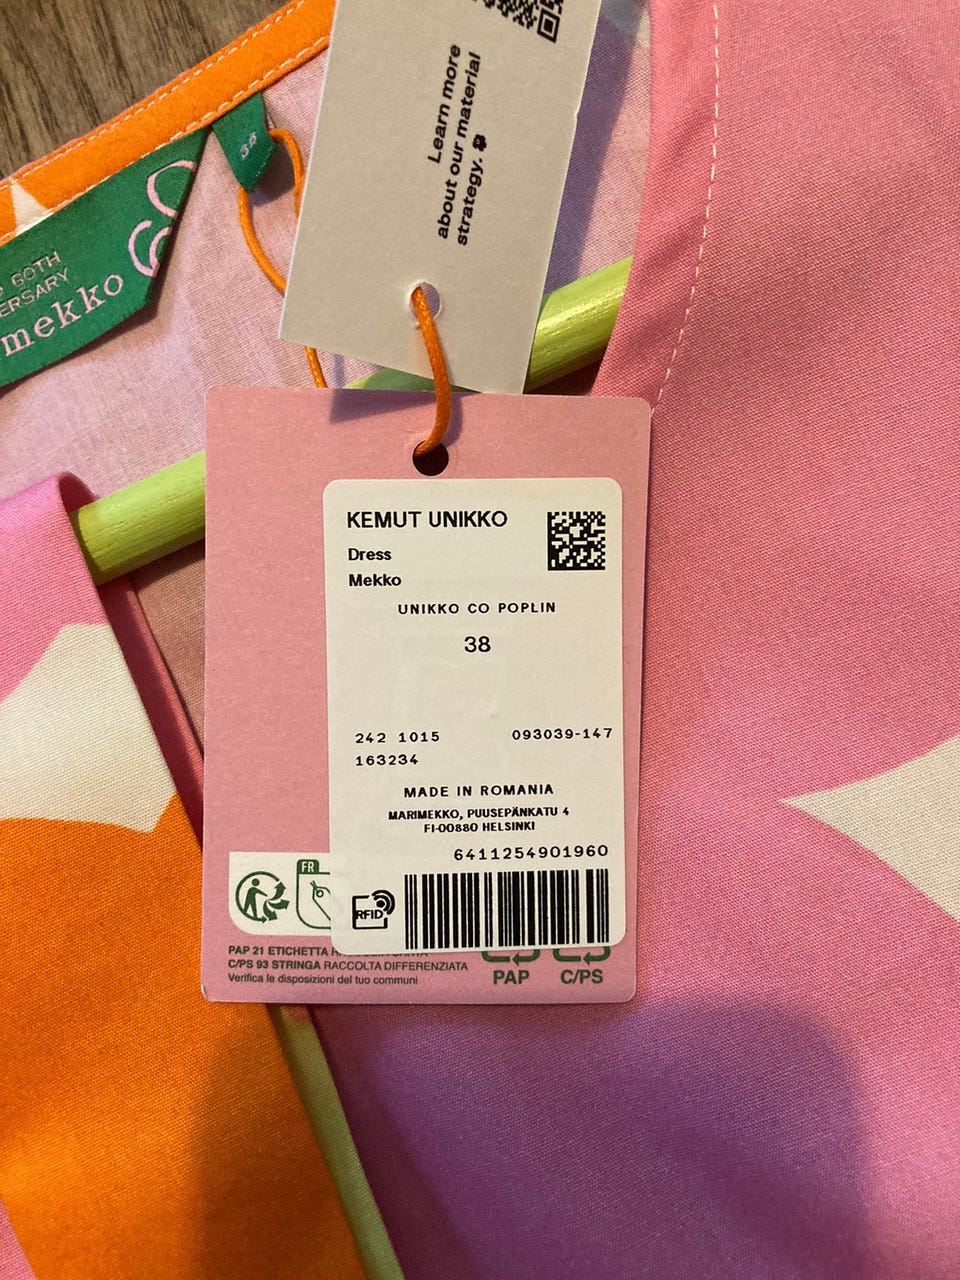 Learn more
about our material
strategy.
60TH
ERSARY
mekko
60
KEMUT UNIKKO
Dress
Mekko
UNIKKO CO POPLIN
38
242 1015 093039-147
163234
MADE IN ROMANIA
MARIMEKKO, PUUSEPÄNKATU 4
FI-00880 HELSINKI
6411254901960
FR
RFID
PAP 21 ETICHETTA
C/PS 93 STRINGA RACCOLTA DIFFERENZIATA
Verifica le disposizioni del tuo communi
PAP C/PS